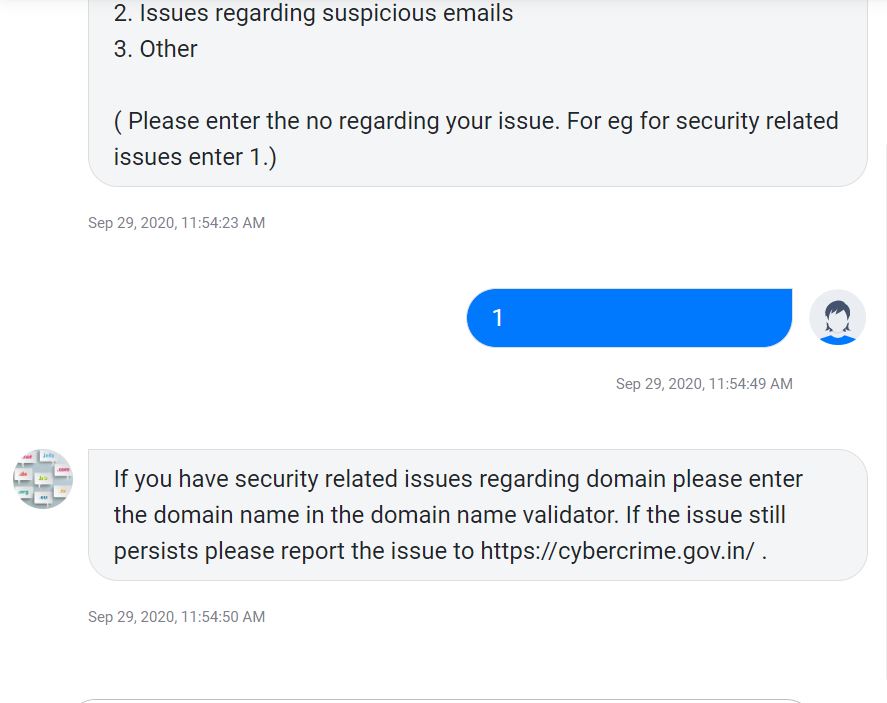 2. Issues regarding suspicious emails
3. Other
( Please enter the no regarding your issue. For eg for security related
issues enter 1.)
Sep 29, 2020, 11:54:23 AM
1
Sep 29, 2020, 11:54:49 AM
If you have security related issues regarding domain please enter
the domain name in the domain name validator. If the issue still
persists please report the issue to https://cybercrime.gov.in/ .
Sep 29, 2020, 11:54:50 AM